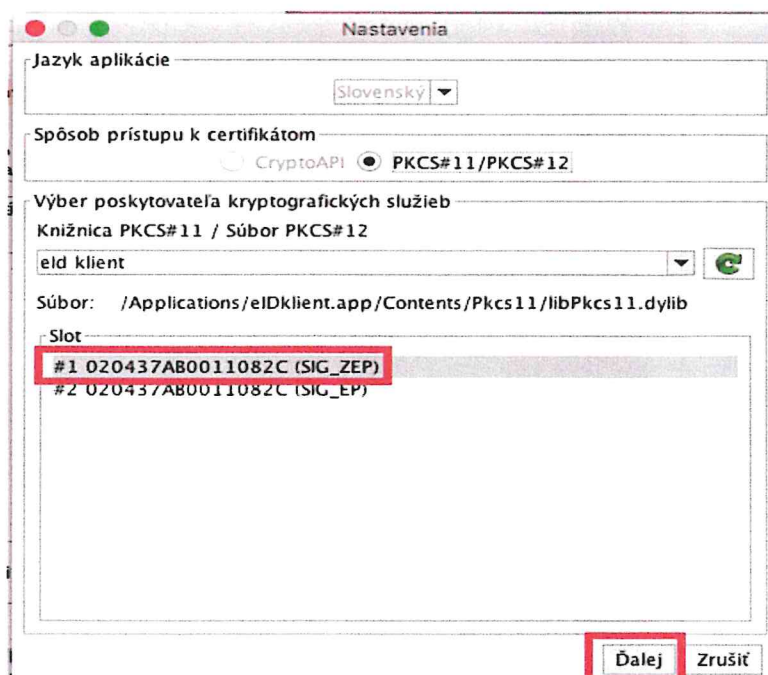 Nastavenia
Jazyk aplikácie
Slovenský
Spôsob prístupu k certifikátom
CryptoAPI PKCS#11/PKCS#12
Výber poskytovateľa kryptografických služieb
Knižnica PKCS#11 / Súbor PKCS#12
eId klient
Súbor: /Applications/eIDklient.app/Contents/Pkcs11/libPkcs11.dylib
Slot
#1 020437AB0011082C (SIG_ZEP)
#2 020437AB0011082C (SIG_EP)
Ďalej Zrušiť